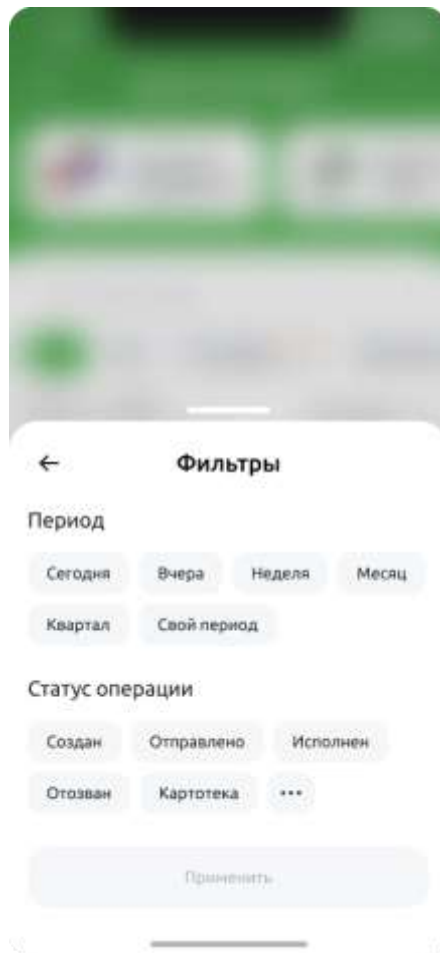 Фильтры
Период
Сегодня Вчера Неделя Месяц
Квартал Свой период
Статус операции
Создан Отправлено Исполнен
Отозван Картотека ...
Применить